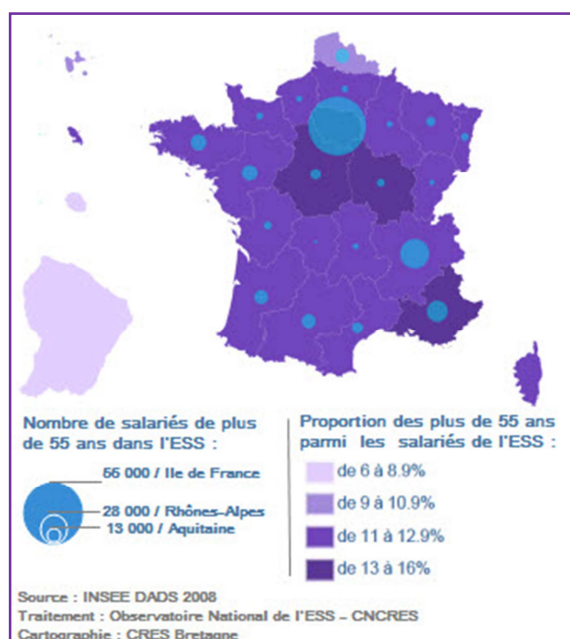 Nombre de salariés de plus
de 55 ans dans l'ESS :
55 000 / Ile de France
28 000 / Rhônes-Alpes
13 000 / Aquitaine
Proportion des plus de 55 ans
parmi les salariés de l'ESS :
de 6 à 8.9%
de 9 à 10.9%
de 11 à 12.9%
de 13 à 16%
Source : INSEE DADS 2008
Traitement : Observatoire National de l'ESS - CNCRES
Cartographie : CRES Bretagne